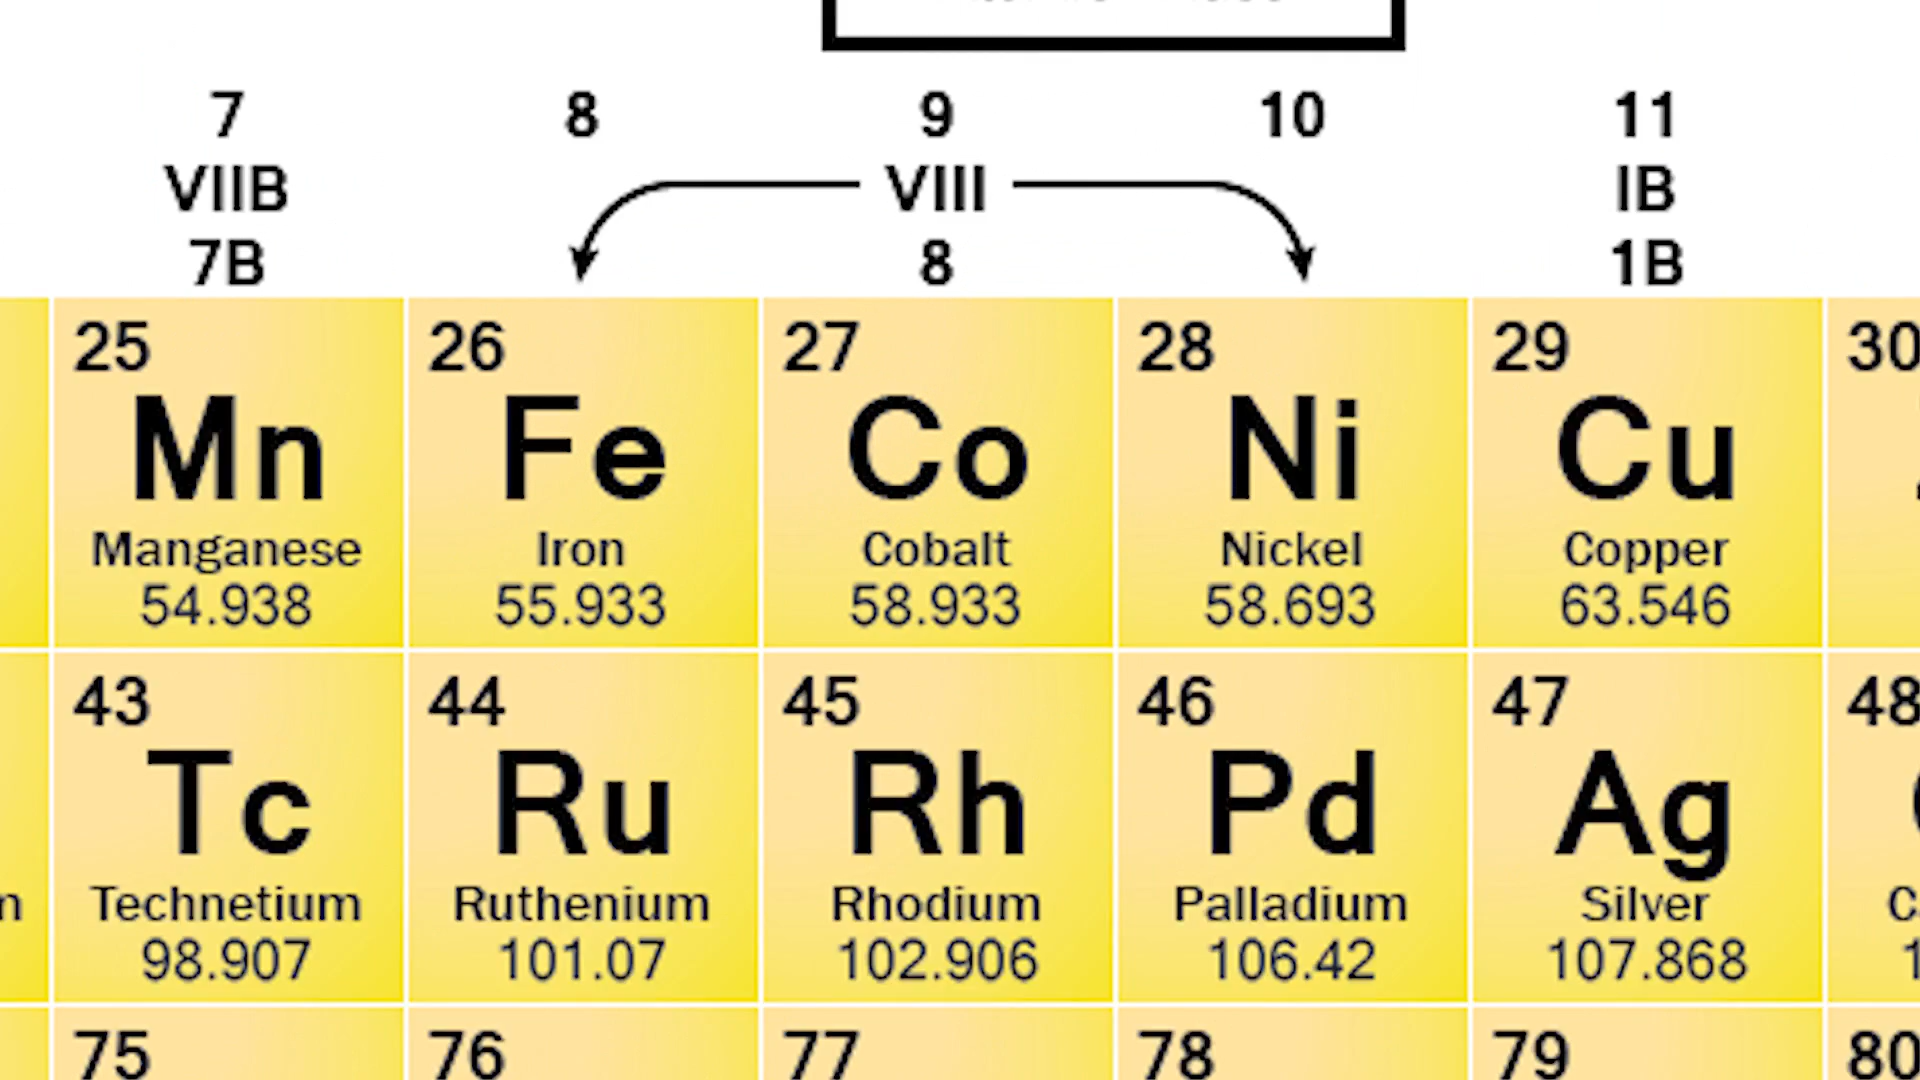 7 8 9 10 11
VIIB VIII IB
7B 8 1B
25 26 27 28 29 30
Mn Fe Co Ni Cu
Manganese Iron Cobalt Nickel Copper
54.938 55.933 58.933 58.693 63.546
43 44 45 46 47 48
Tc Ru Rh Pd Ag
Technetium Ruthenium Rhodium Palladium Silver
98.907 101.07 102.906 106.42 107.868
75 76 77 78 79 80